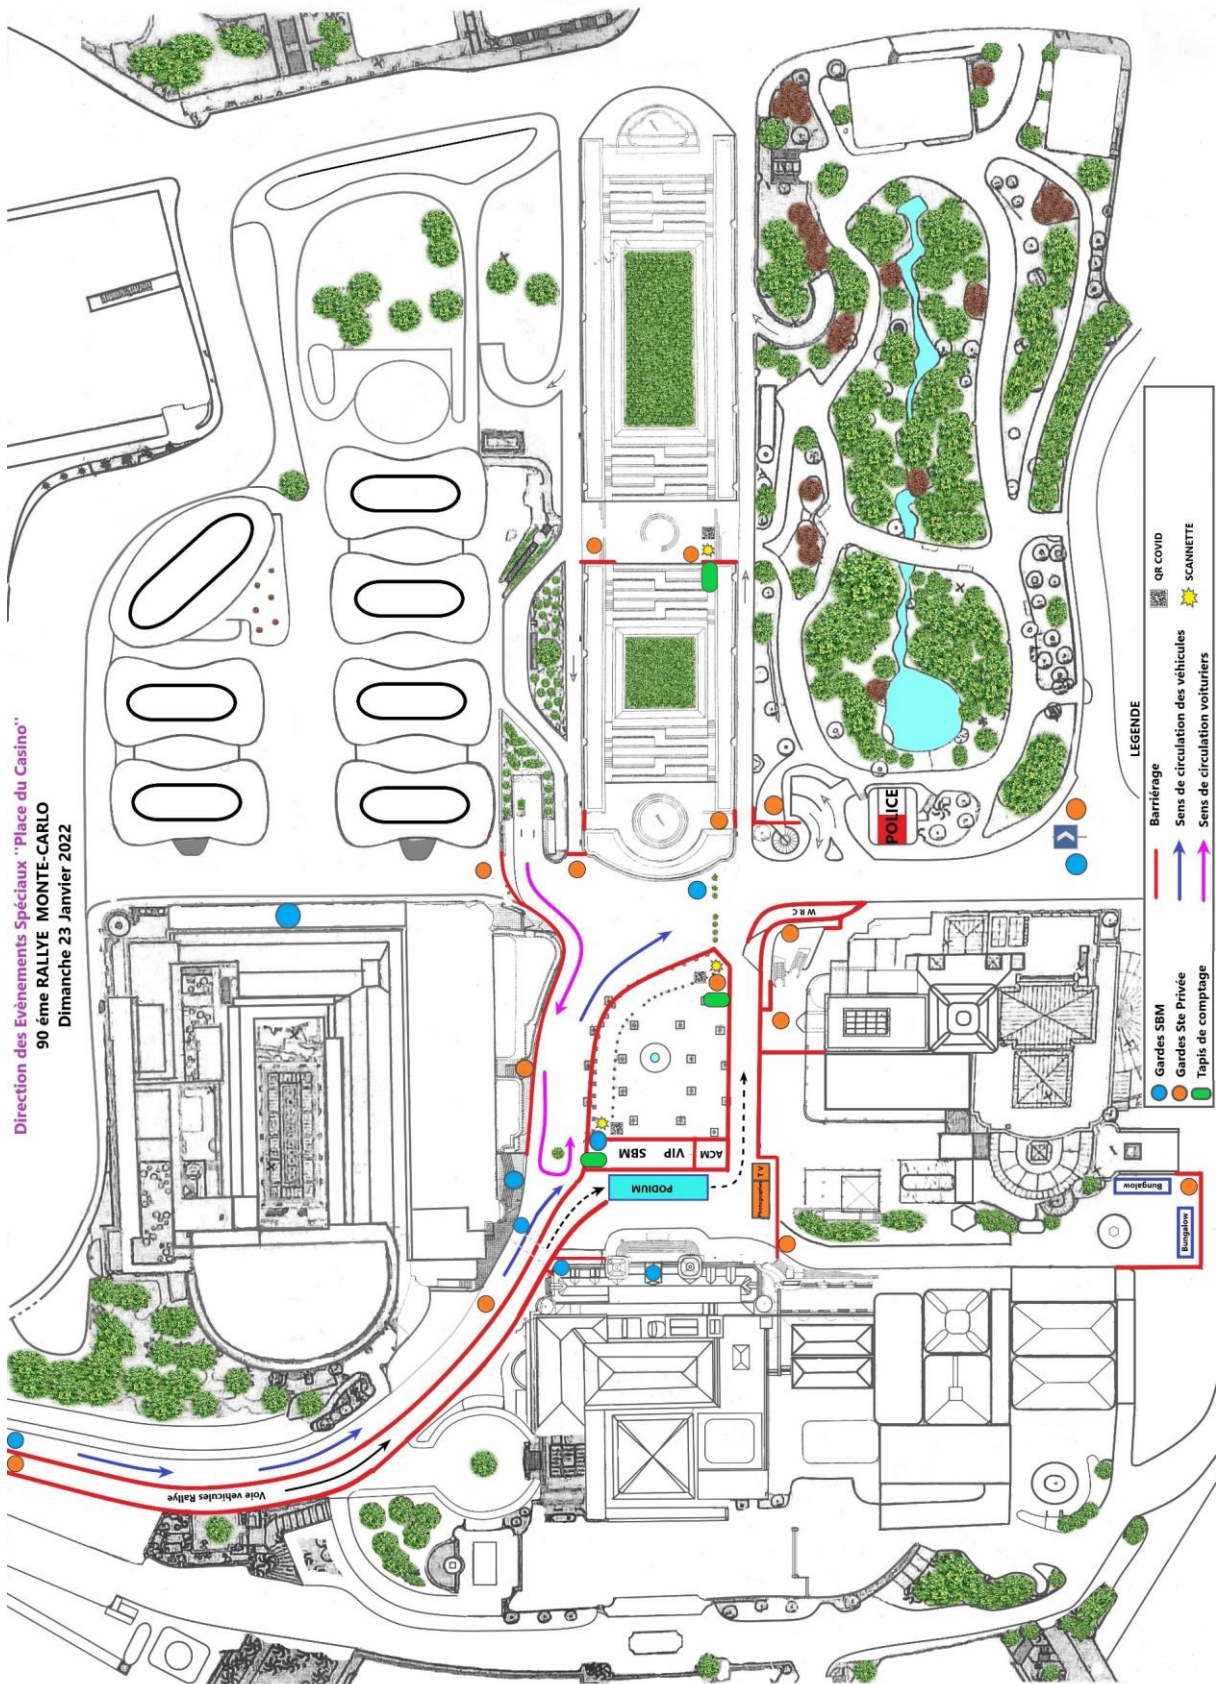 Direction des Evènements Spéciaux "Place du Casino"
90 éme RALLYE MONTE-CARLO
Dimanche 23 Janvier 2022
POLICE
W R C
SBM VIP
ACM
PODIUM
Photographes
T V
Bungalow
Bungalow
Voie vehicules Rallye
LEGENDE
Gardes SBM
Gardes Ste Privée
Tapis de comptage
Barriérage
Sens de circulation des véhicules
Sens de circulation voituriers
QR COVID
SCANNETTE